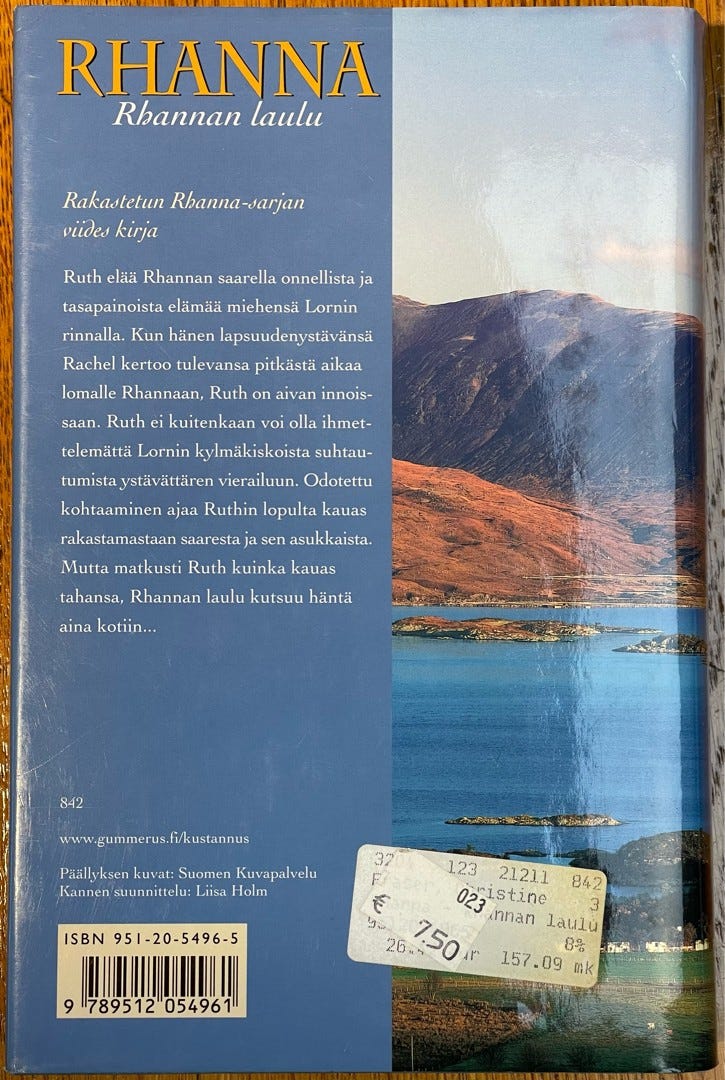 RHANNA
Rhannan laulu
Rakastetun Rhanna-sarjan
viides kirja
Ruth elää Rhannan saarella onnellista ja
tasapainoista elämää miehensä Lornin
rinnalla. Kun hänen lapsuudenystävänsä
Rachel kertoo tulevansa pitkästä aikaa
lomalle Rhannaan, Ruth on aivan innois-
saan. Ruth ei kuitenkaan voi olla ihmet-
telemättä Lornin kylmäkiskoista suhtau-
tumista ystävättären vierailuun. Odotettu
kohtaaminen ajaa Ruthin lopulta kauas
rakastamastaan saaresta ja sen asukkaista.
Mutta matkusti Ruth kuinka kauas
tahansa, Rhannan laulu kutsuu häntä
aina kotiin...
842
www.gummerus.fi/kustannus
Päällyksen kuvat: Suomen Kuvapalvelu
Kannen suunnittelu: Liisa Holm
ISBN 951-20-5496-5
9 789512 054961
123 21211 842
3
laulu
8%
157.09 mk
023
€ 7.50